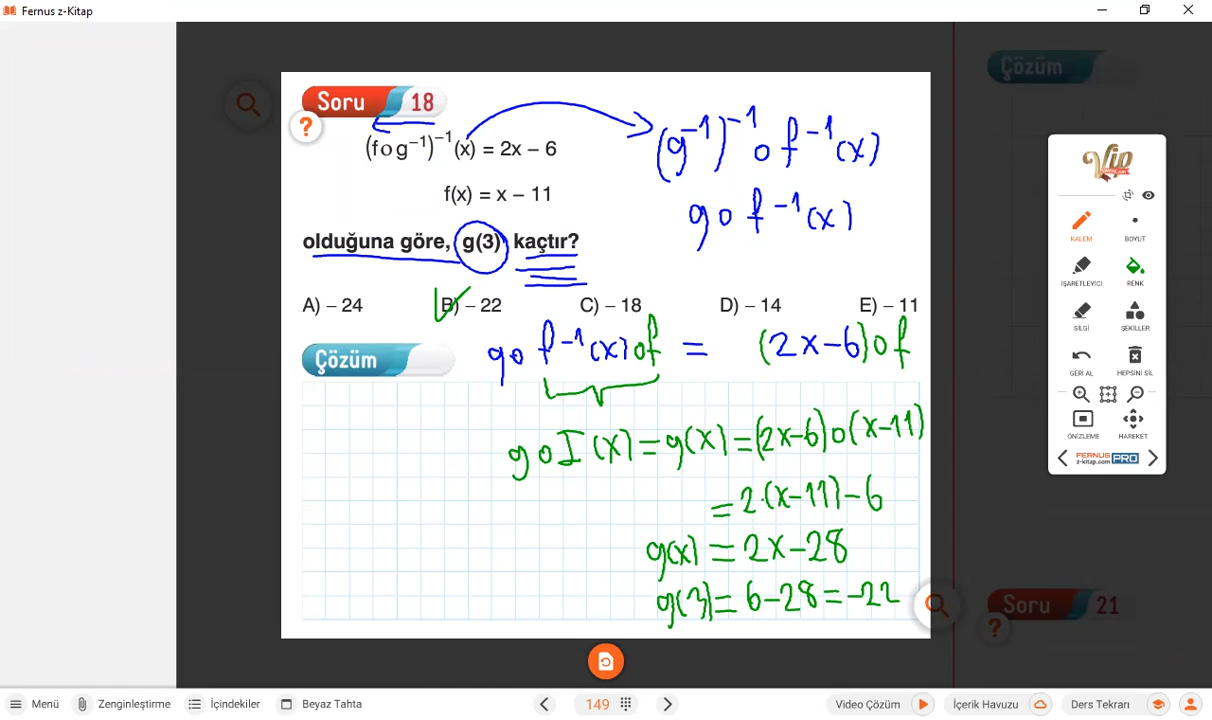 Fernus z-Kitap
Soru 18
?
(fog⁻¹)⁻¹(x) = 2x – 6
f(x) = x – 11
olduğuna göre, g(3) kaçtır?
A) – 24 B) – 22 C) – 18 D) – 14 E) – 11
(g⁻¹)⁻¹ o f⁻¹(x)
g o f⁻¹(x)
Çözüm
g o f⁻¹(x) o f = (2x-6) o f
g o I(x) = g(x) = (2x-6) o (x-11)
= 2.(x-11)-6
g(x) = 2x-28
g(3) = 6-28 = -22
Çözüm
Soru 21
?
Vip
KALEM
BOYUT
İŞARETLEYİCİ
RENK
SİLGİ
ŞEKİLLER
GERİ AL
HEPSİNİ SİL
ÖNİZLEME
HAREKET
FERNUS
z-kitap.com PRO
Menü Zenginleştirme İçindekiler Beyaz Tahta 149 Video Çözüm İçerik Havuzu Ders Tekrarı